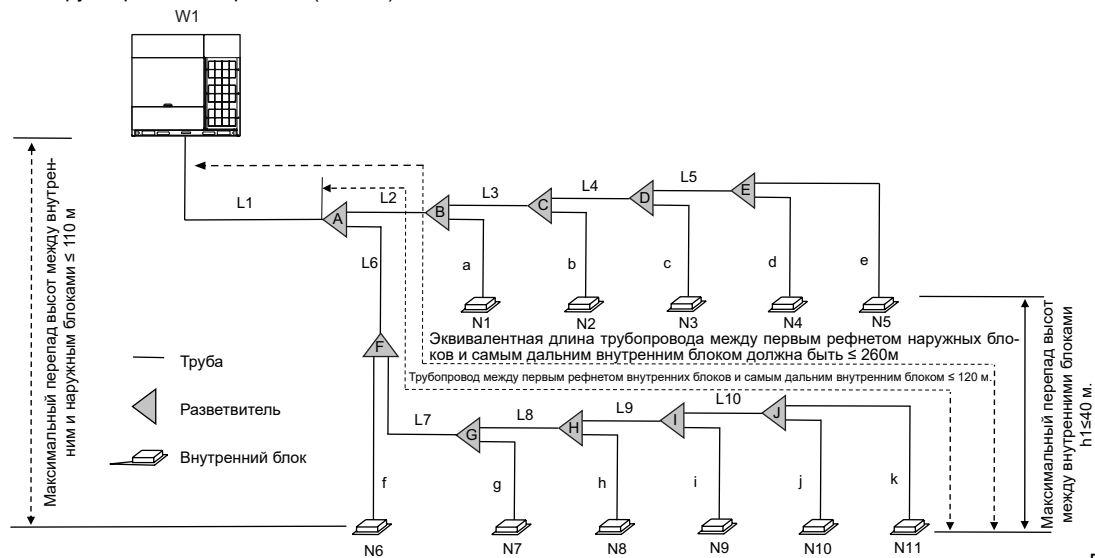 W1
Максимальный перепад высот между внутрен-
ним и наружным блоками ≤ 110 м
L1
L2
L3
L4
L5
A
B
C
D
E
L6
a
b
c
d
e
N1
N2
N3
N4
N5
F
Эквивалентная длина трубопровода между первым рефнетом наружных бло-
ков и самым дальним внутренним блоком должна быть ≤ 260м
Трубопровод между первым рефнетом внутренних блоков и самым дальним внутренним блоком ≤ 120 м.
Максимальный перепад высот
между внутренними блоками
h1≤40 м.
Труба
Разветвитель
Внутренний блок
L7
L8
L9
L10
G
H
I
J
f
g
h
i
j
k
N6
N7
N8
N9
N10
N11